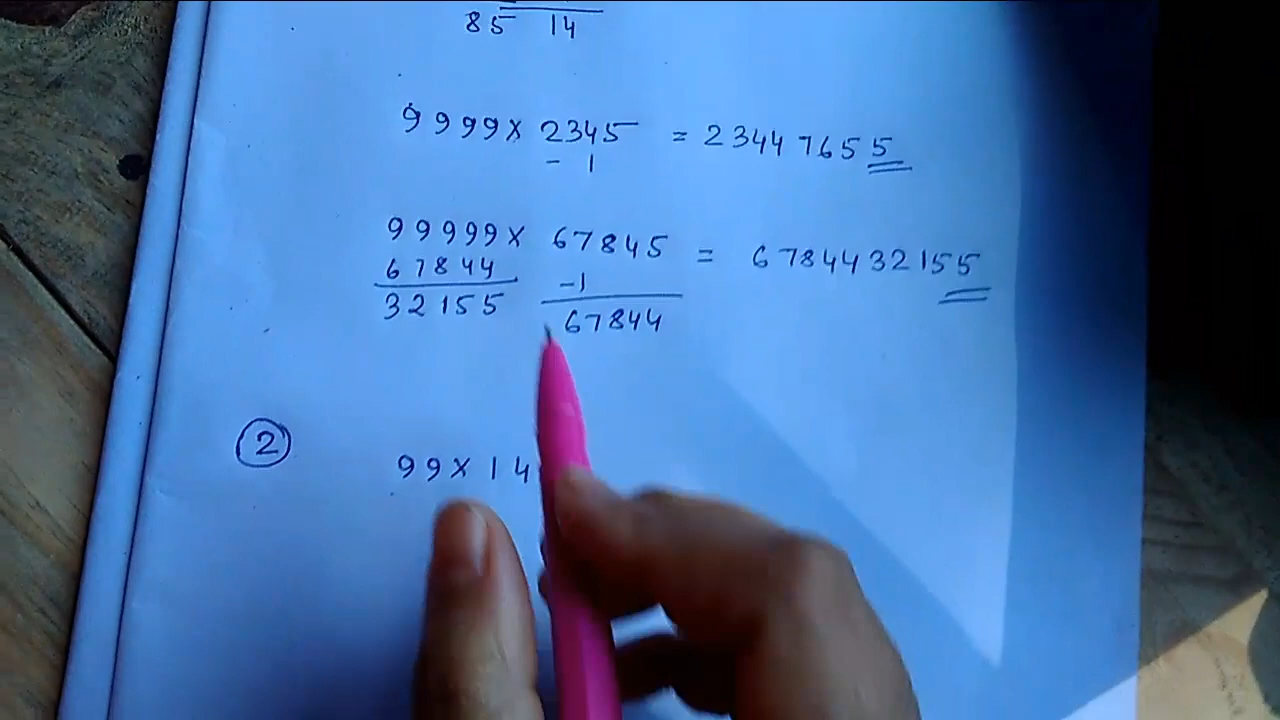 85 14
9999 x 2345 = 23447655
- 1
99999 x 67845 = 6784432155
67844 -1
32155 67844
2 99 x 14